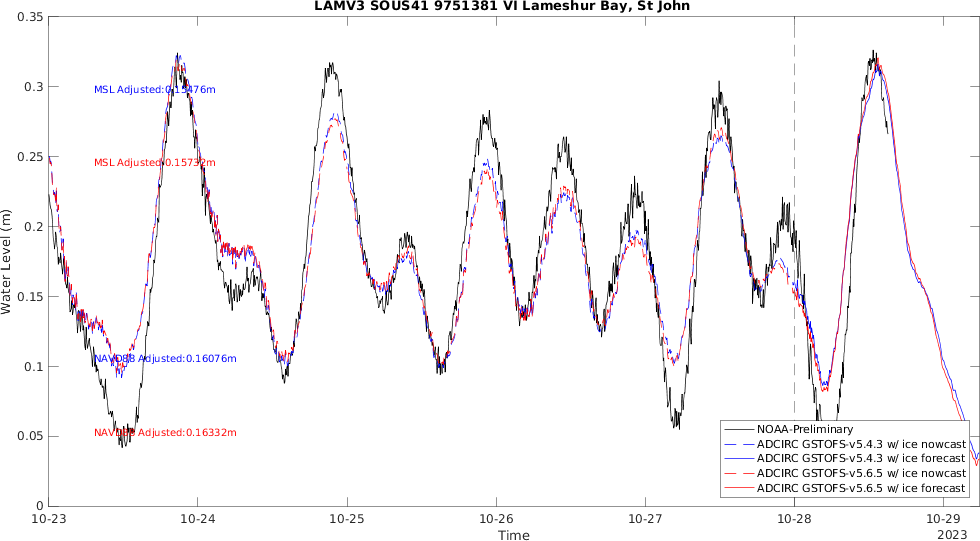 LAMV3 SOUS41 9751381 VI Lameshur Bay, St John
0.35
0.3
0.25
0.2
0.15
0.1
0.05
0
Water Level (m)
MSL Adjusted:0.15476m
MSL Adjusted:0.15732m
NAVD88 Adjusted:0.16076m
NAVD88 Adjusted:0.16332m
NOAA-Preliminary
ADCIRC GSTOFS-v5.4.3 w/ ice nowcast
ADCIRC GSTOFS-v5.4.3 w/ ice forecast
ADCIRC GSTOFS-v5.6.5 w/ ice nowcast
ADCIRC GSTOFS-v5.6.5 w/ ice forecast
10-23
10-24
10-25
10-26
10-27
10-28
10-29
2023
Time